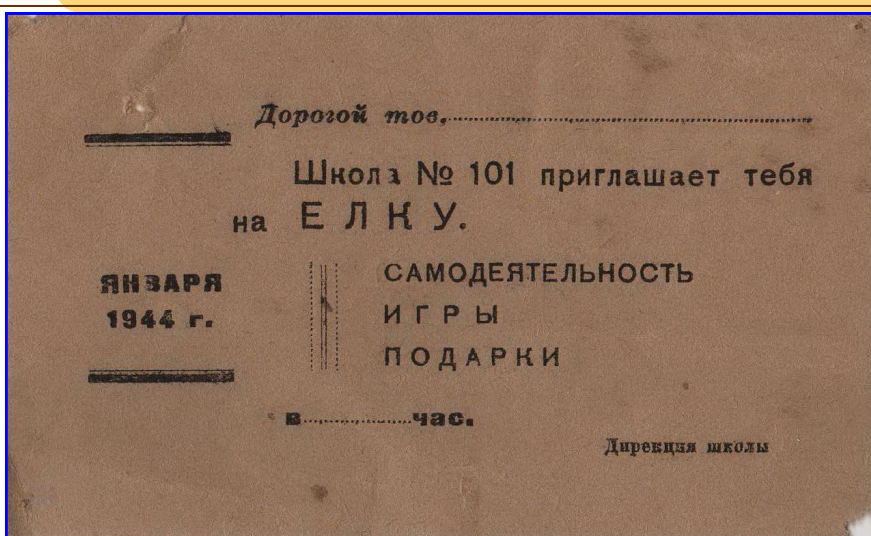 Дорогой тов.
Школа № 101 приглашает тебя
на ЕЛКУ.
ЯНВАРЯ
1944 г.
САМОДЕЯТЕЛЬНОСТЬ
ИГРЫ
ПОДАРКИ
в час.
Дирекция школы